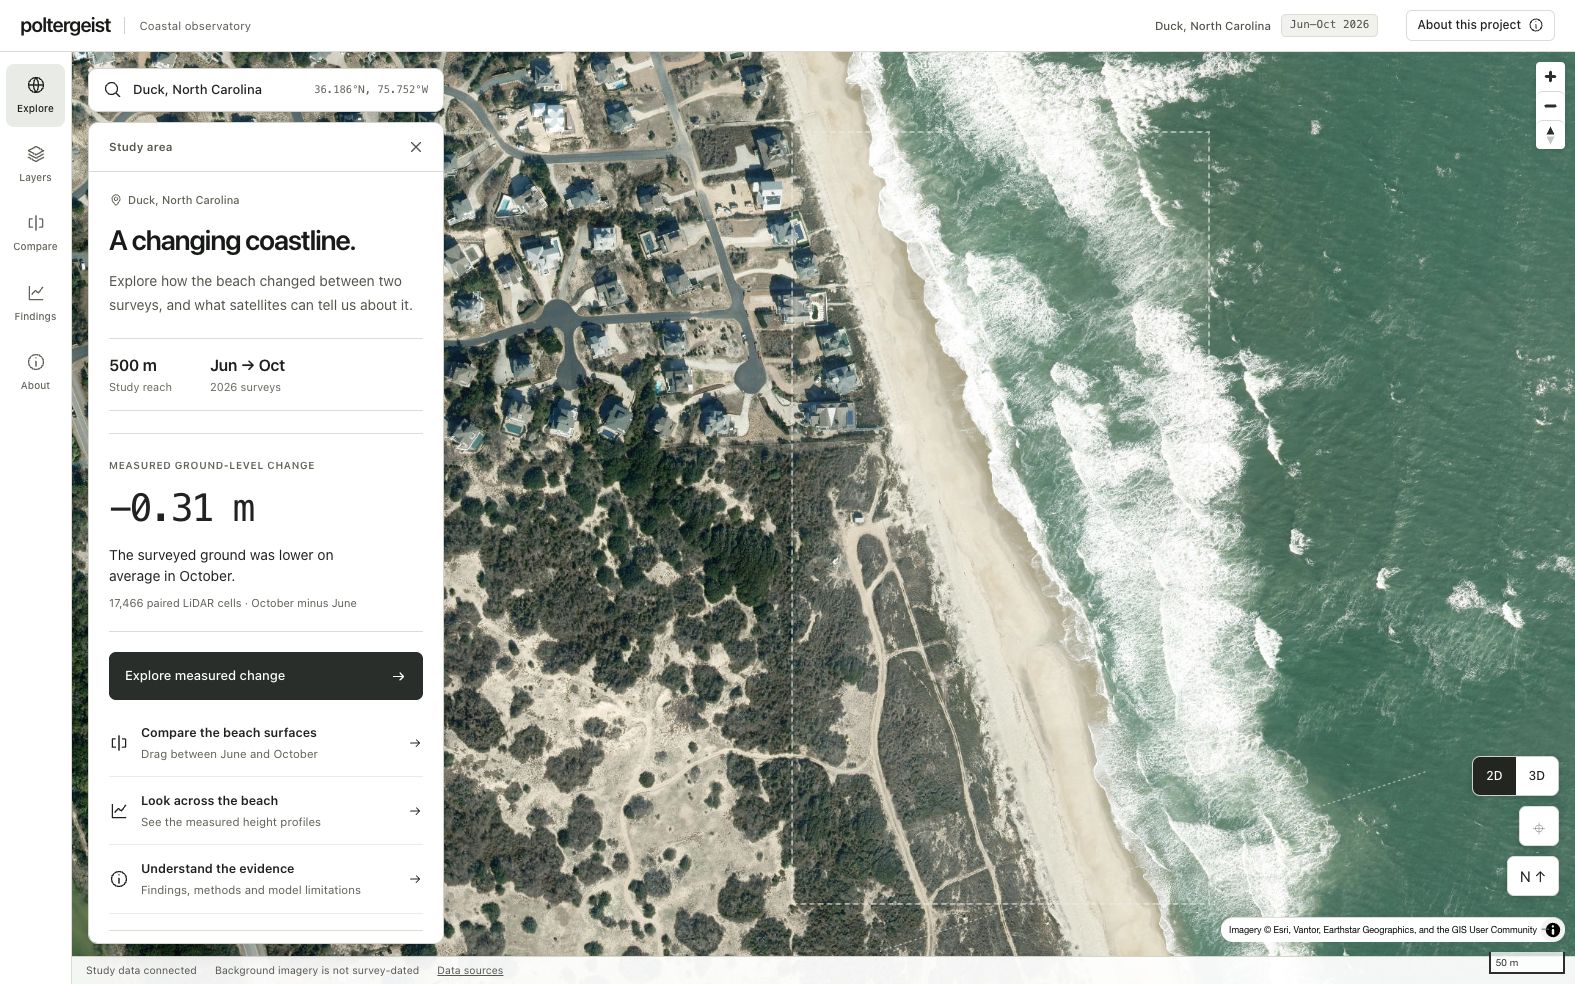 poltergeist
Coastal observatory
Duck, North Carolina
Jun–Oct 2026
About this project
Explore
Layers
Compare
Findings
About
Duck, North Carolina
36.186°N, 75.752°W
Study area
Duck, North Carolina
A changing coastline.
Explore how the beach changed between two
surveys, and what satellites can tell us about it.
500 m
Study reach
Jun → Oct
2026 surveys
MEASURED GROUND-LEVEL CHANGE
−0.31 m
The surveyed ground was lower on
average in October.
17,466 paired LiDAR cells · October minus June
Explore measured change →
Compare the beach surfaces
Drag between June and October
→
Look across the beach
See the measured height profiles
→
Understand the evidence
Findings, methods and model limitations
→
2D
3D
N ↑
Imagery © Esri, Vantor, Earthstar Geographics, and the GIS User Community
50 m
Study data connected
Background imagery is not survey-dated
Data sources